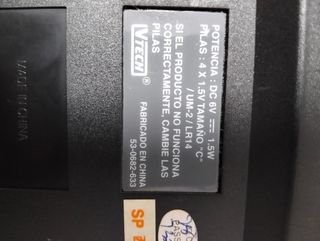 POTENCIA : DC 6V ⎓ 1.5W
PILAS : 4 X 1.5V TAMAÑO "C"
/ UM-2 / LR14
SI EL PRODUCTO NO FUNCIONA
CORRECTAMENTE, CAMBIE LAS
PILAS
VTECH
FABRICADO EN CHINA
53-0682-633
MADE IN CHINA
SP
PASS